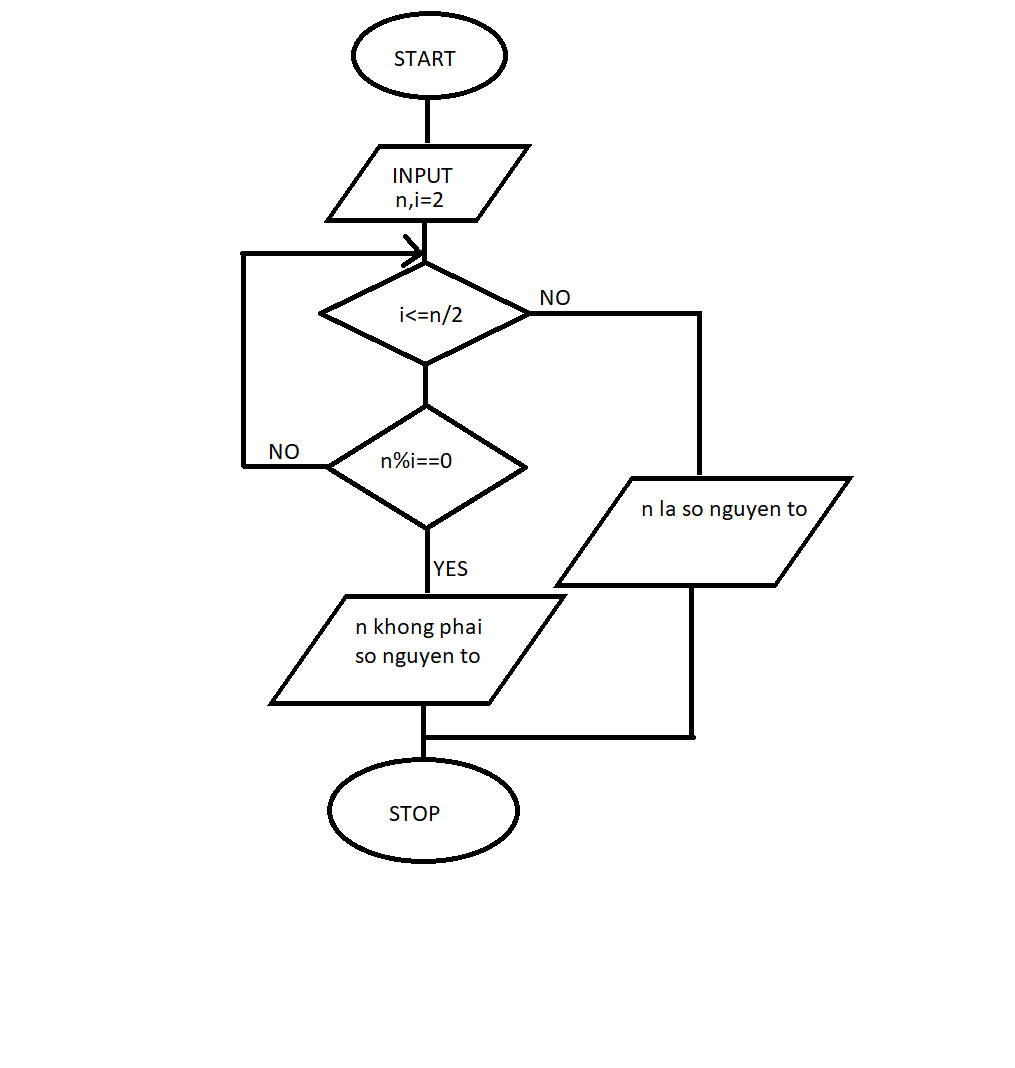 START
INPUT
n,i=2
i<=n/2
NO
n%i==0
NO
YES
n la so nguyen to
n khong phai
so nguyen to
STOP